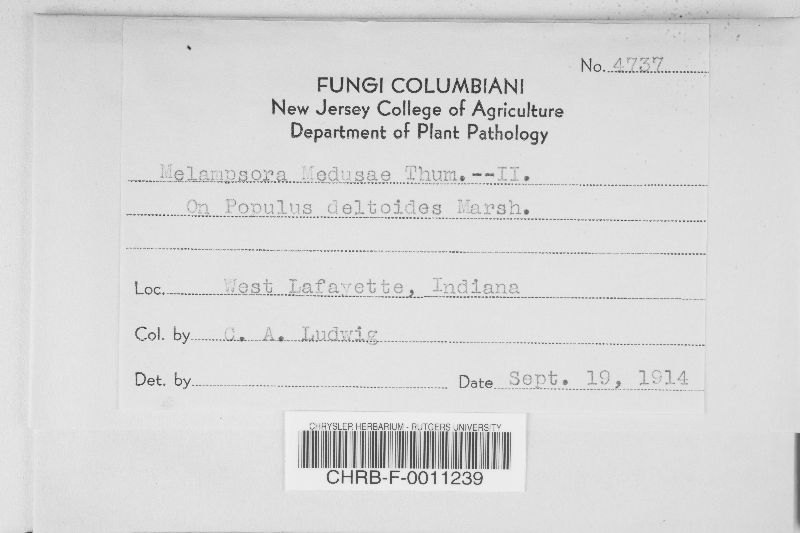 No. 4737
FUNGI COLUMBIANI
New Jersey College of Agriculture
Department of Plant Pathology
Melampsora Medusae Thum.--II.
On Populus deltoides Marsh.
Loc. West Lafayette, Indiana
Col. by C. A. Ludwig
Det. by
Date Sept. 19, 1914
CHRYSLER HERBARIUM - RUTGERS UNIVERSITY
CHRB-F-0011239